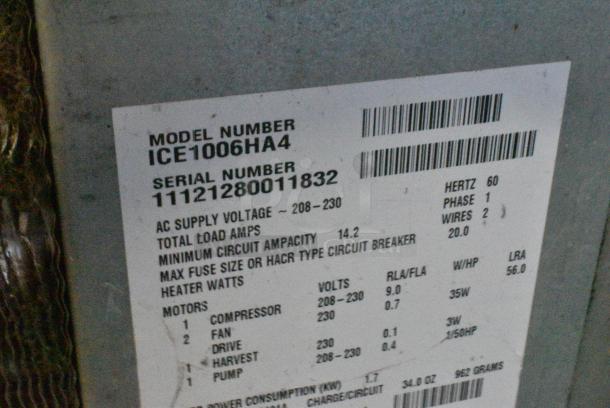 MODEL NUMBER
ICE1006HA4
SERIAL NUMBER
11121280011832
AC SUPPLY VOLTAGE ~ 208-230 HERTZ 60
TOTAL LOAD AMPS PHASE 1
MINIMUM CIRCUIT AMPACITY 14.2 WIRES 2
MAX FUSE SIZE OR HACR TYPE CIRCUIT BREAKER 20.0
HEATER WATTS
MOTORS VOLTS RLA/FLA W/HP LRA
1 COMPRESSOR 208-230 9.0 56.0
2 FAN 230 0.7 35W
DRIVE
1 HARVEST 230 0.1 3W
1 PUMP 208-230 0.4 1/50HP
POWER CONSUMPTION (KW) 1.7
CHARGE/CIRCUIT 34.0 OZ 962 GRAMS